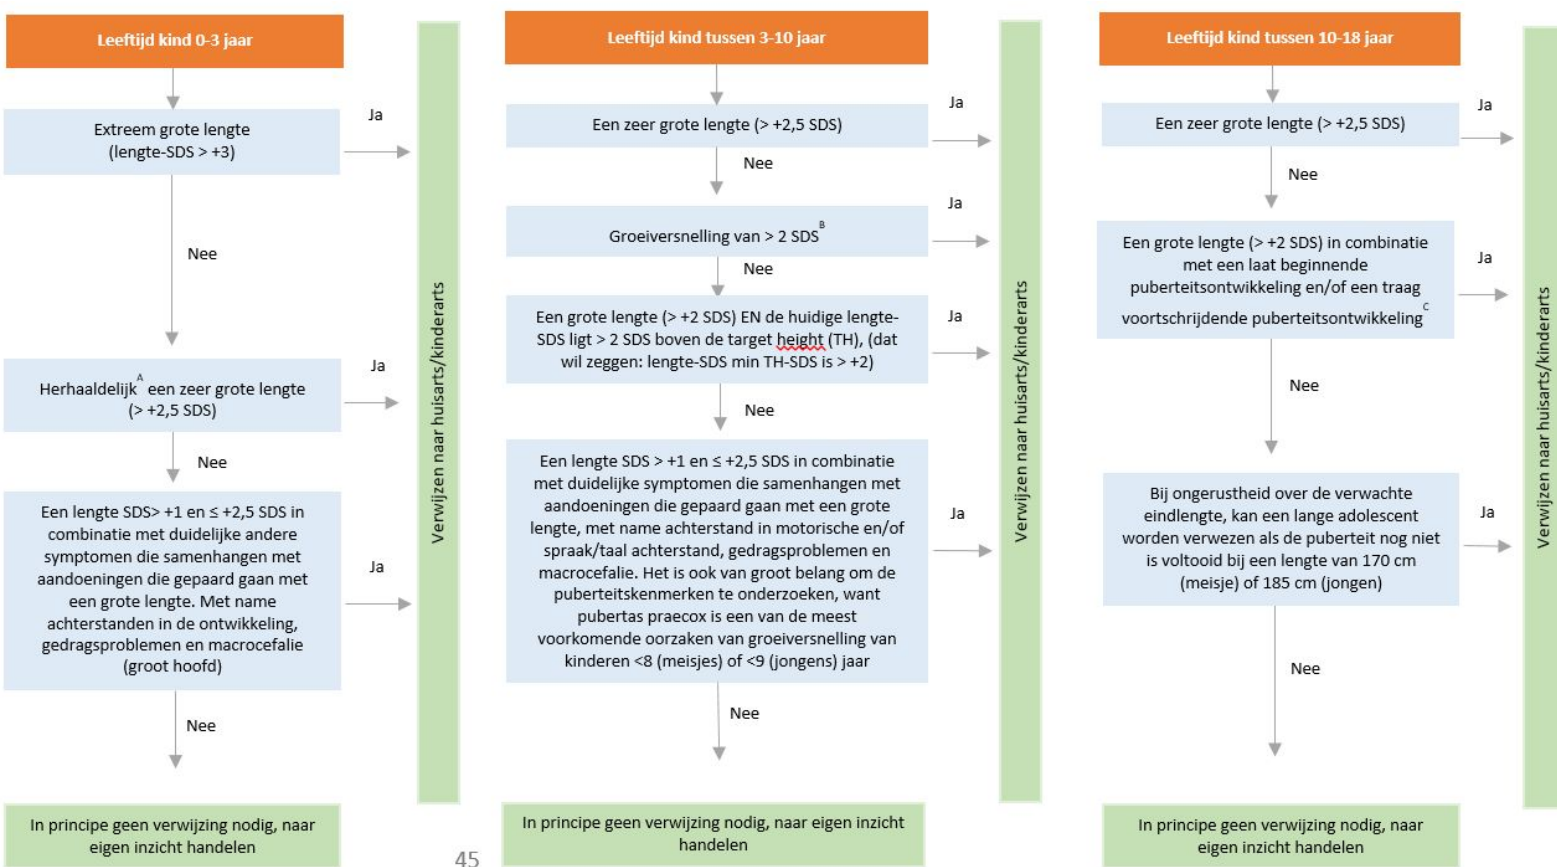 Leeftijd kind 0-3 jaar
Extreem grote lengte
(lengte-SDS > +3)
Ja
Nee
Herhaaldelijk^A een zeer grote lengte
(> +2,5 SDS)
Ja
Nee
Een lengte SDS> +1 en ≤ +2,5 SDS in
combinatie met duidelijke andere
symptomen die samenhangen met
aandoeningen die gepaard gaan met
een grote lengte. Met name
achterstanden in de ontwikkeling,
gedragsproblemen en macrocefalie
(groot hoofd)
Ja
Nee
In principe geen verwijzing nodig, naar
eigen inzicht handelen
Verwijzen naar huisarts/kinderarts
Leeftijd kind tussen 3-10 jaar
Een zeer grote lengte (> +2,5 SDS)
Ja
Nee
Groeiversnelling van > 2 SDS^B
Ja
Nee
Een grote lengte (> +2 SDS) EN de huidige lengte-
SDS ligt > 2 SDS boven de target height (TH), (dat
wil zeggen: lengte-SDS min TH-SDS is > +2)
Ja
Nee
Een lengte SDS > +1 en ≤ +2,5 SDS in combinatie
met duidelijke symptomen die samenhangen met
aandoeningen die gepaard gaan met een grote
lengte, met name achterstand in motorische en/of
spraak/taal achterstand, gedragsproblemen en
macrocefalie. Het is ook van groot belang om de
puberteitskenmerken te onderzoeken, want
pubertas praecox is een van de meest
voorkomende oorzaken van groeiversnelling van
kinderen <8 (meisjes) of <9 (jongens) jaar
Ja
Nee
In principe geen verwijzing nodig, naar eigen inzicht
handelen
Verwijzen naar huisarts/kinderarts
Leeftijd kind tussen 10-18 jaar
Een zeer grote lengte (> +2,5 SDS)
Ja
Nee
Een grote lengte (> +2 SDS) in combinatie
met een laat beginnende
puberteitsontwikkeling en/of een traag
voortschrijdende puberteitsontwikkeling^C
Ja
Nee
Bij ongerustheid over de verwachte
eindlengte, kan een lange adolescent
worden verwezen als de puberteit nog niet
is voltooid bij een lengte van 170 cm
(meisje) of 185 cm (jongen)
Ja
Nee
In principe geen verwijzing nodig, naar
eigen inzicht handelen
Verwijzen naar huisarts/kinderarts
45